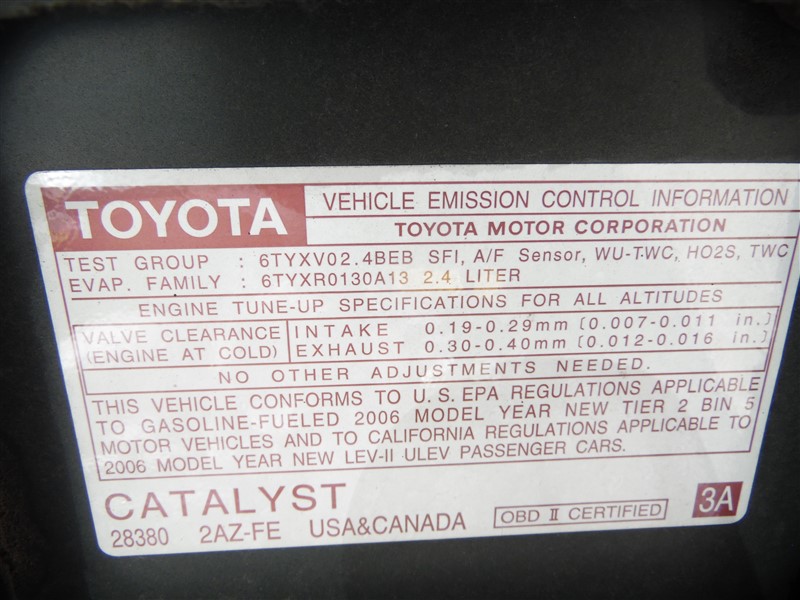 TOYOTA VEHICLE EMISSION CONTROL INFORMATION
TOYOTA MOTOR CORPORATION
TEST GROUP : 6TYXV02.4BEB SFI, A/F Sensor, WU-TWC, HO2S, TWC
EVAP. FAMILY : 6TYXR0130A13 2.4 LITER
ENGINE TUNE-UP SPECIFICATIONS FOR ALL ALTITUDES
VALVE CLEARANCE INTAKE 0.19-0.29mm (0.007-0.011 in.)
(ENGINE AT COLD) EXHAUST 0.30-0.40mm (0.012-0.016 in.)
NO OTHER ADJUSTMENTS NEEDED.
THIS VEHICLE CONFORMS TO U.S. EPA REGULATIONS APPLICABLE
TO GASOLINE-FUELED 2006 MODEL YEAR NEW TIER 2 BIN 5
MOTOR VEHICLES AND TO CALIFORNIA REGULATIONS APPLICABLE TO
2006 MODEL YEAR NEW LEV-II ULEV PASSENGER CARS.
CATALYST
28380 2AZ-FE USA&CANADA OBD II CERTIFIED 3A